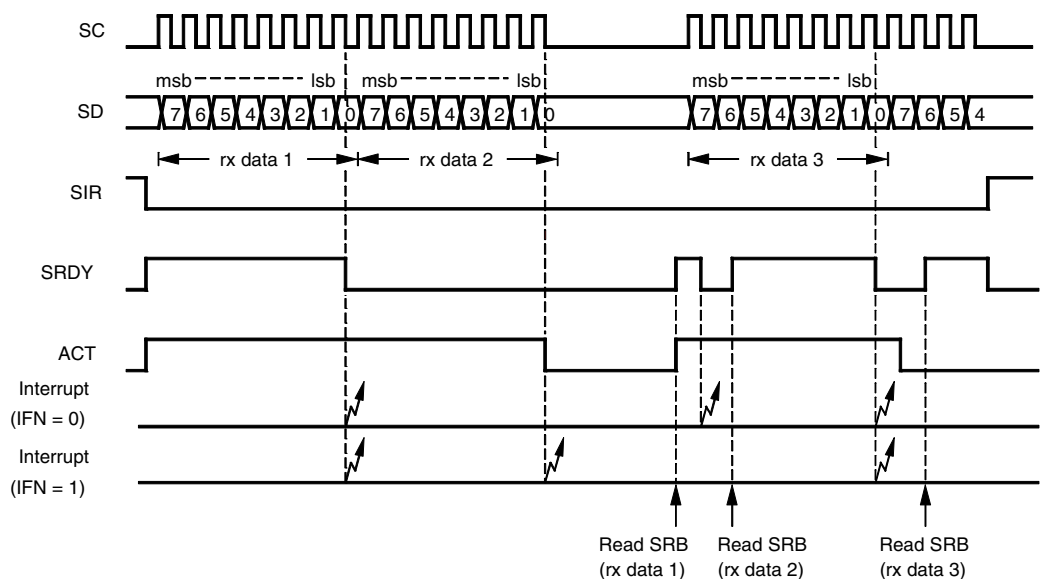 SC
msb lsb msb lsb msb lsb
SD 7 6 5 4 3 2 1 0 7 6 5 4 3 2 1 0 7 6 5 4 3 2 1 0 7 6 5 4
rx data 1 rx data 2 rx data 3
SIR
SRDY
ACT
Interrupt
(IFN = 0)
Interrupt
(IFN = 1)
Read SRB Read SRB Read SRB
(rx data 1) (rx data 2) (rx data 3)